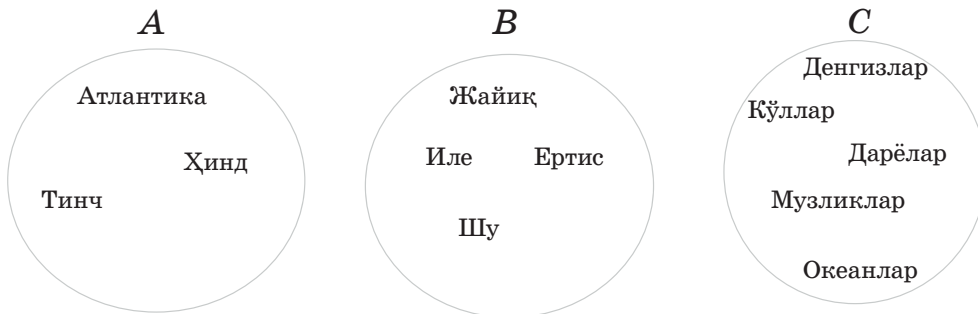 A
Атлантика
Ҳинд
Тинч
B
Жайиқ
Иле Ертис
Шу
C
Денгизлар
Кўллар
Дарёлар
Музликлар
Океанлар